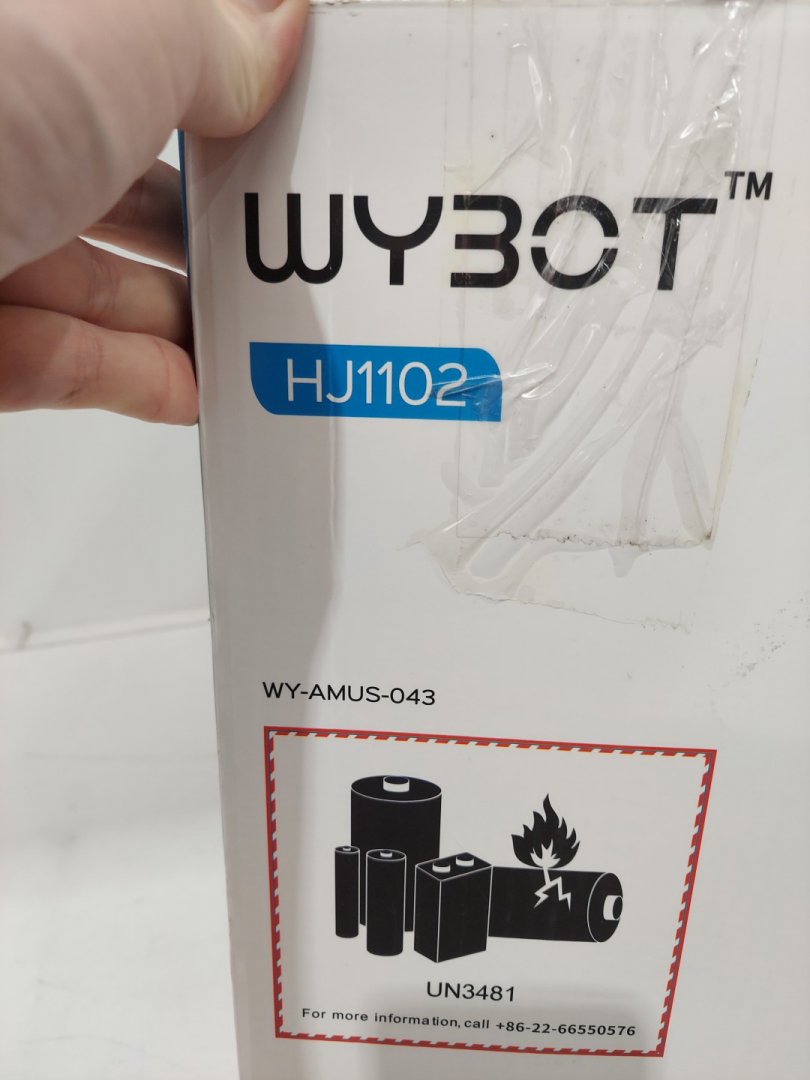 WYBOT™
HJ1102
WY-AMUS-043
UN3481
For more information, call +86-22-66550576